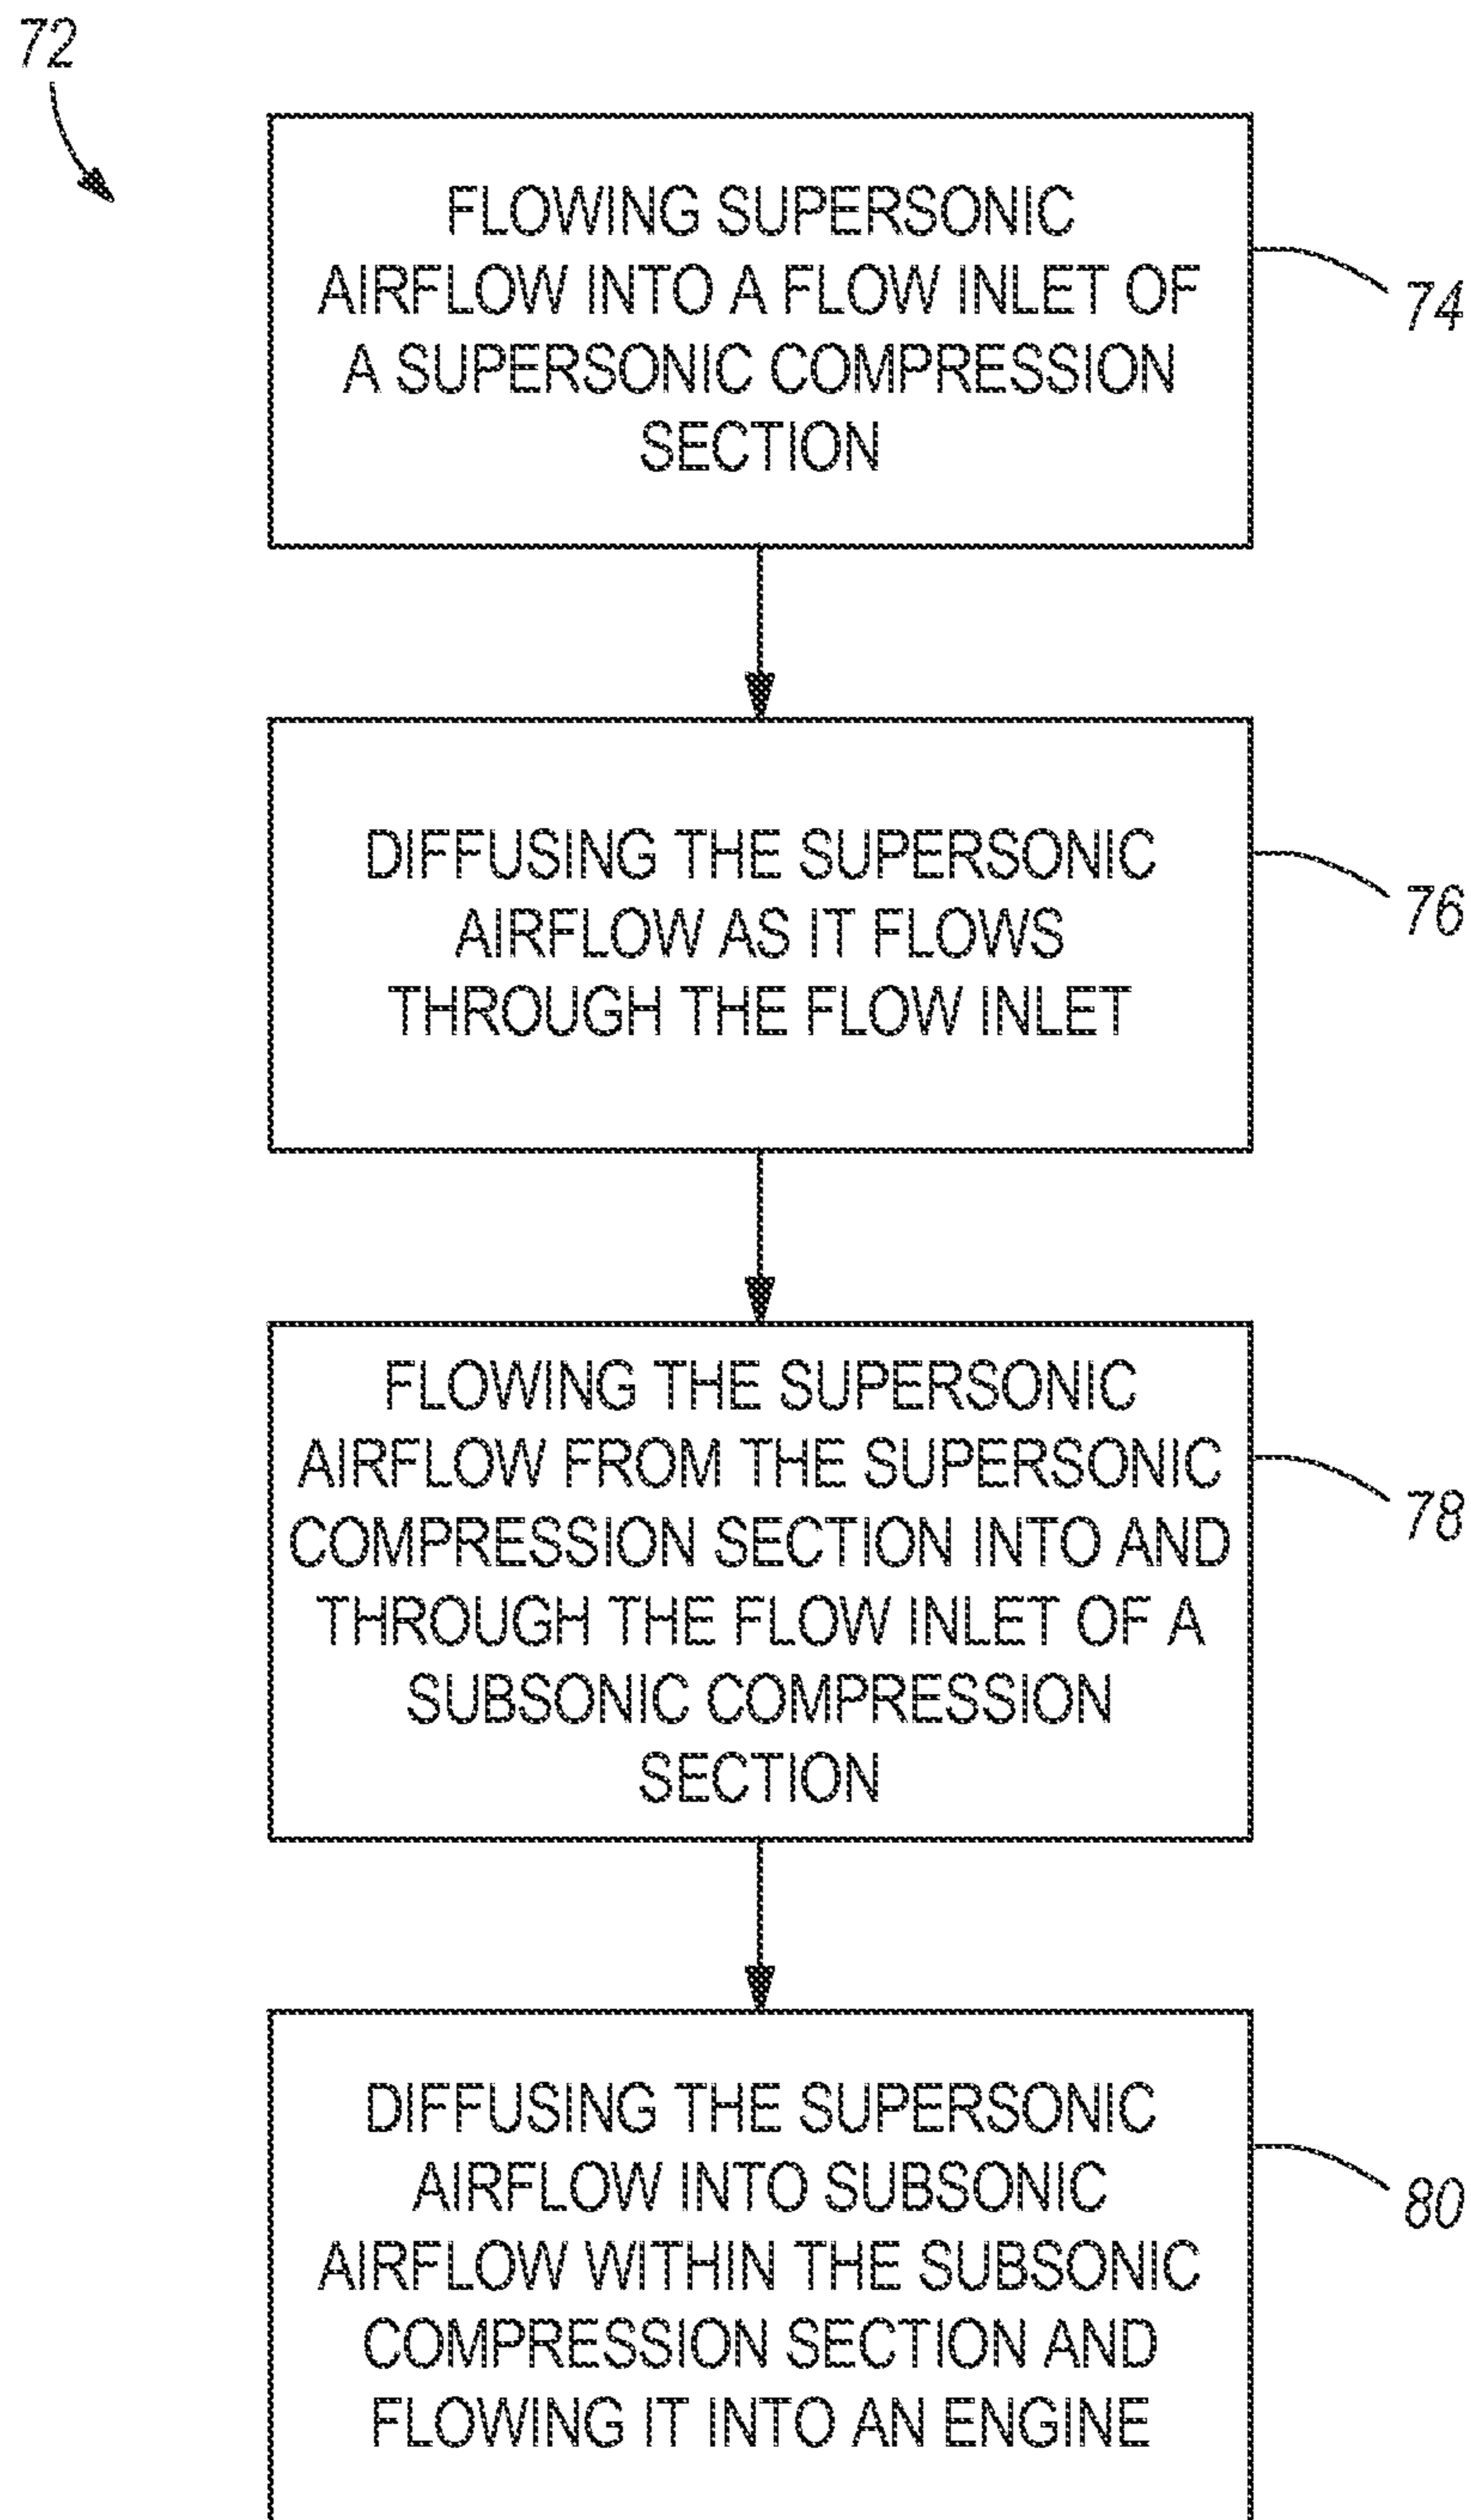 72
FLOWING SUPERSONIC
AIRFLOW INTO A FLOW INLET OF
A SUPERSONIC COMPRESSION
SECTION
74
DIFFUSING THE SUPERSONIC
AIRFLOW AS IT FLOWS
THROUGH THE FLOW INLET
76
FLOWING THE SUPERSONIC
AIRFLOW FROM THE SUPERSONIC
COMPRESSION SECTION INTO AND
THROUGH THE FLOW INLET OF A
SUBSONIC COMPRESSION
SECTION
78
DIFFUSING THE SUPERSONIC
AIRFLOW INTO SUBSONIC
AIRFLOW WITHIN THE SUBSONIC
COMPRESSION SECTION AND
FLOWING IT INTO AN ENGINE
80